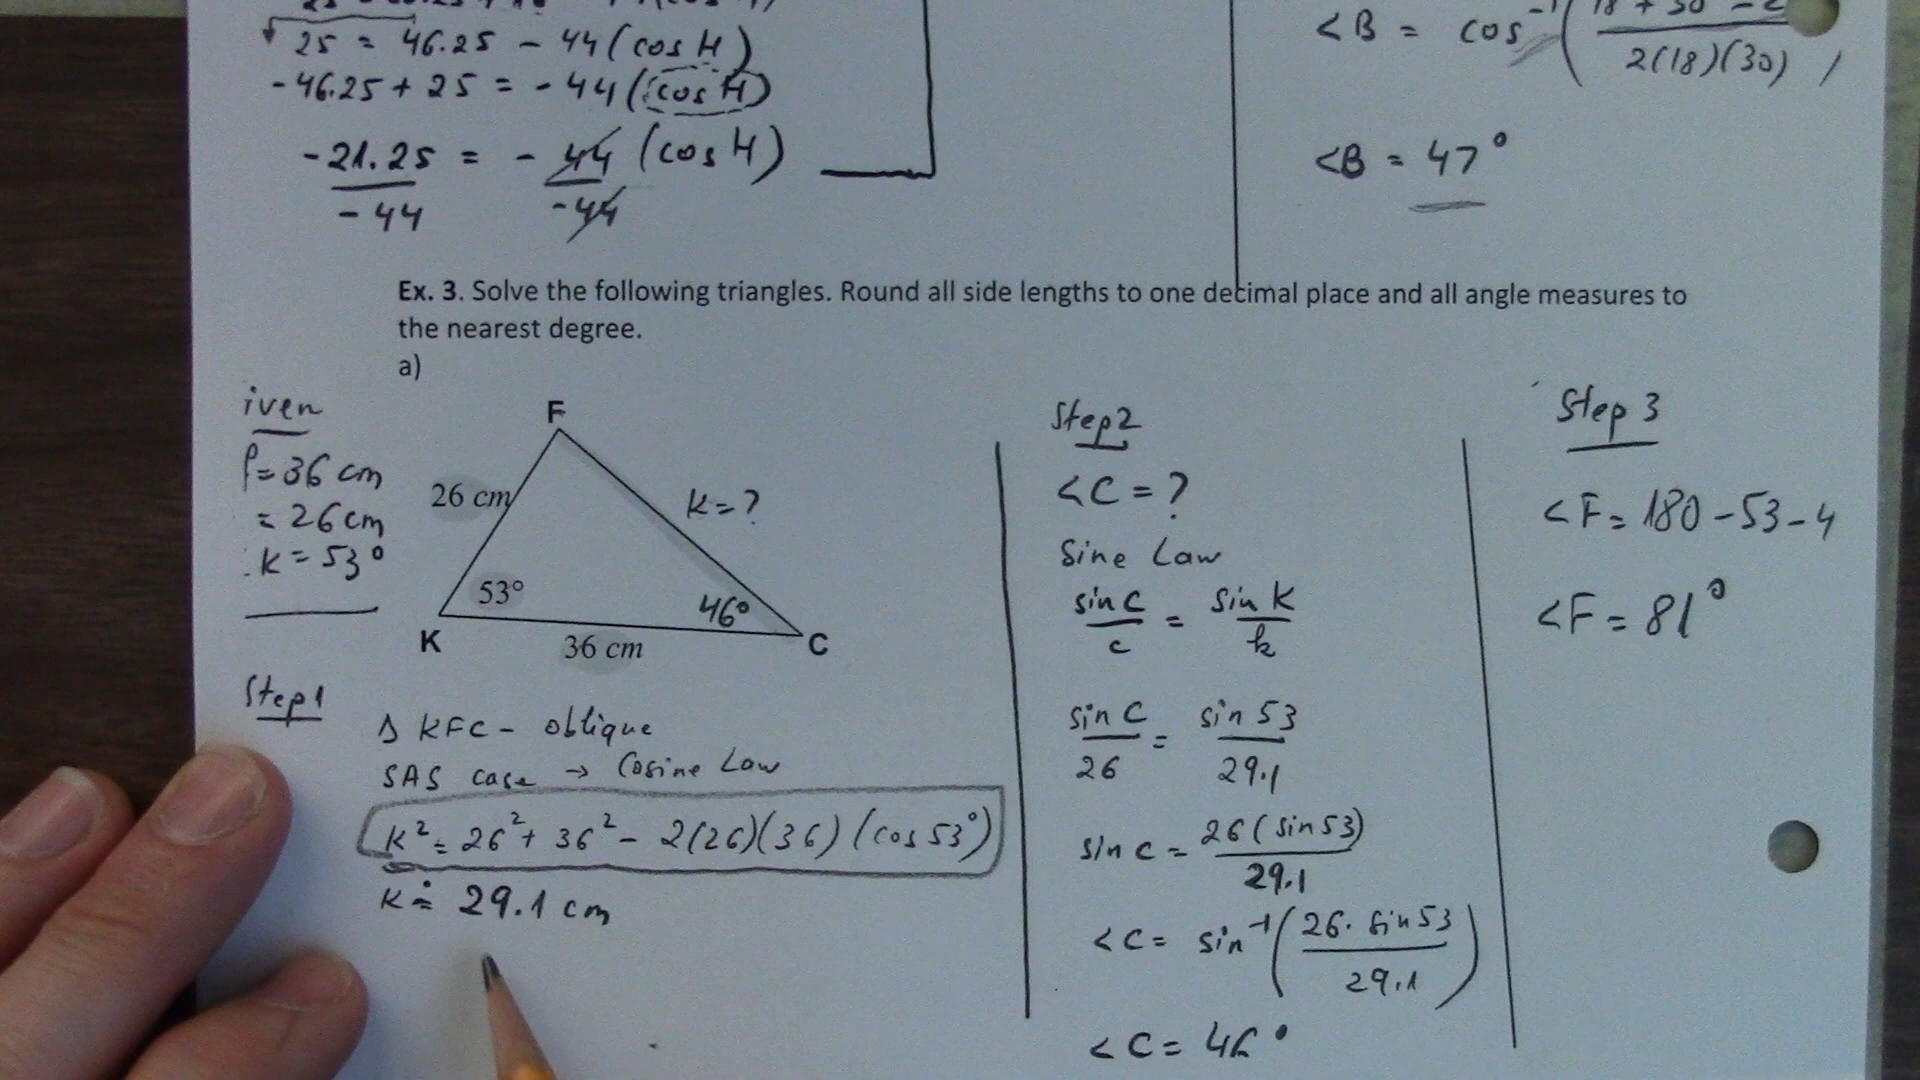 25 = 46.25 - 44(cos H)
-46.25 + 25 = -44(cos H)
-21.25 = -44 (cos H)
-44 -44
<B = cos⁻¹(
2(18)(30)
<B = 47°
Ex. 3. Solve the following triangles. Round all side lengths to one decimal place and all angle measures to
the nearest degree.
a)
iven
f=36 cm
= 26cm
k = 53°
F
26 cm
k=?
53°
46°
K
36 cm
C
Step1
Δ KFC - oblique
SAS case → Cosine Law
k² = 26² + 36² - 2(26)(36)(cos 53°)
k ≐ 29.1 cm
Step2
<C = ?
Sine Law
sin C / c = sin K / k
sin C / 26 = sin 53 / 29.1
sin C = 26(sin 53) / 29.1
<C = sin⁻¹(26. sin 53 / 29.1)
<C = 46°
Step 3
<F = 180 - 53 - 4
<F = 81°